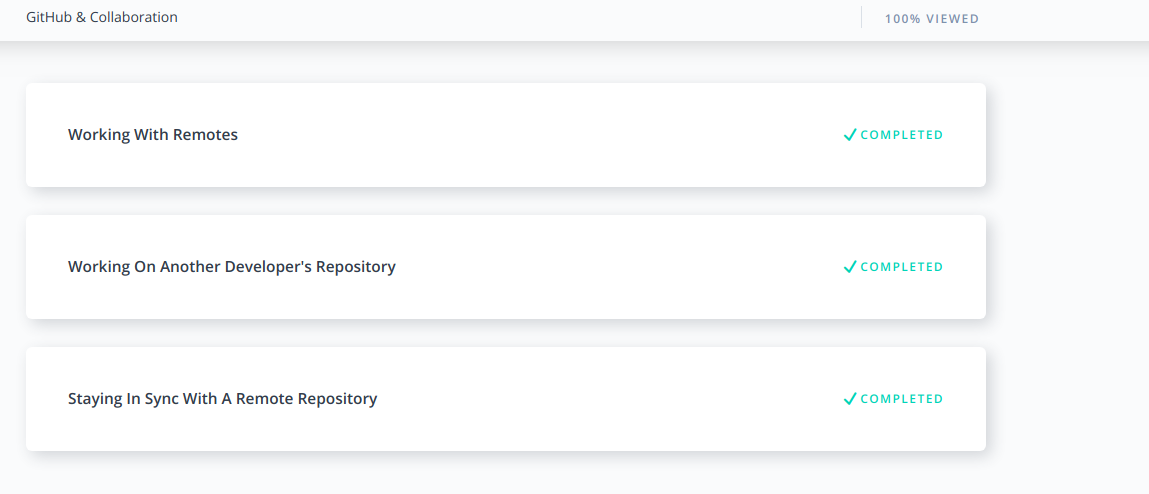 GitHub & Collaboration
100% VIEWED
Working With Remotes
COMPLETED
Working On Another Developer's Repository
COMPLETED
Staying In Sync With A Remote Repository
COMPLETED